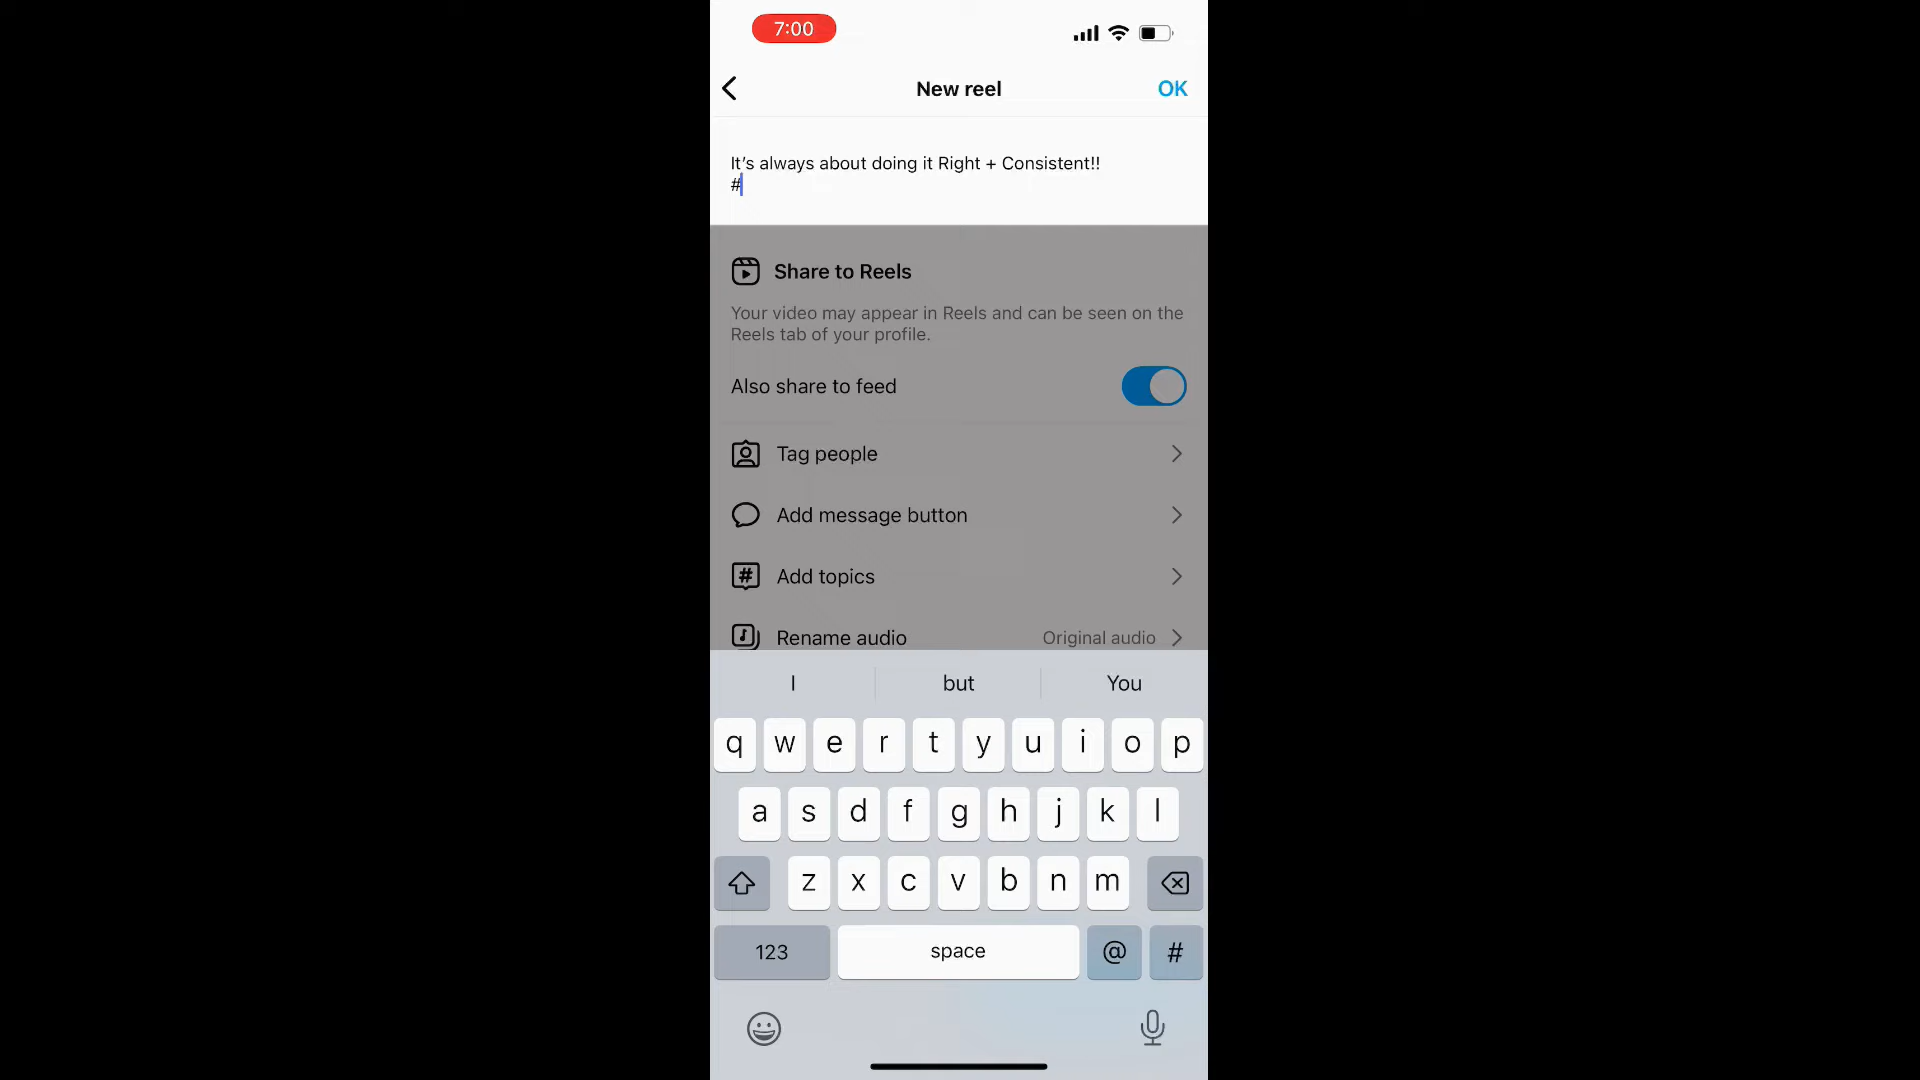 7:00
New reel
OK
It's always about doing it Right + Consistent!!
#
Share to Reels
Your video may appear in Reels and can be seen on the
Reels tab of your profile.
Also share to feed
Tag people
Add message button
Add topics
Rename audio Original audio
I but You
q w e r t y u i o p
a s d f g h j k l
z x c v b n m
123 space @ #